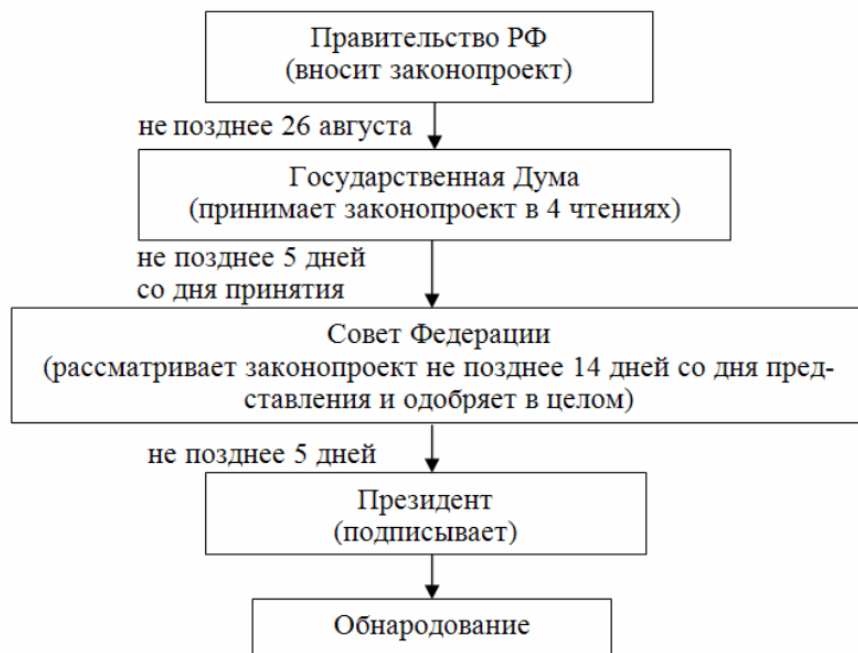 Правительство РФ
(вносит законопроект)
не позднее 26 августа
Государственная Дума
(принимает законопроект в 4 чтениях)
не позднее 5 дней
со дня принятия
Совет Федерации
(рассматривает законопроект не позднее 14 дней со дня пред-
ставления и одобряет в целом)
не позднее 5 дней
Президент
(подписывает)
Обнародование